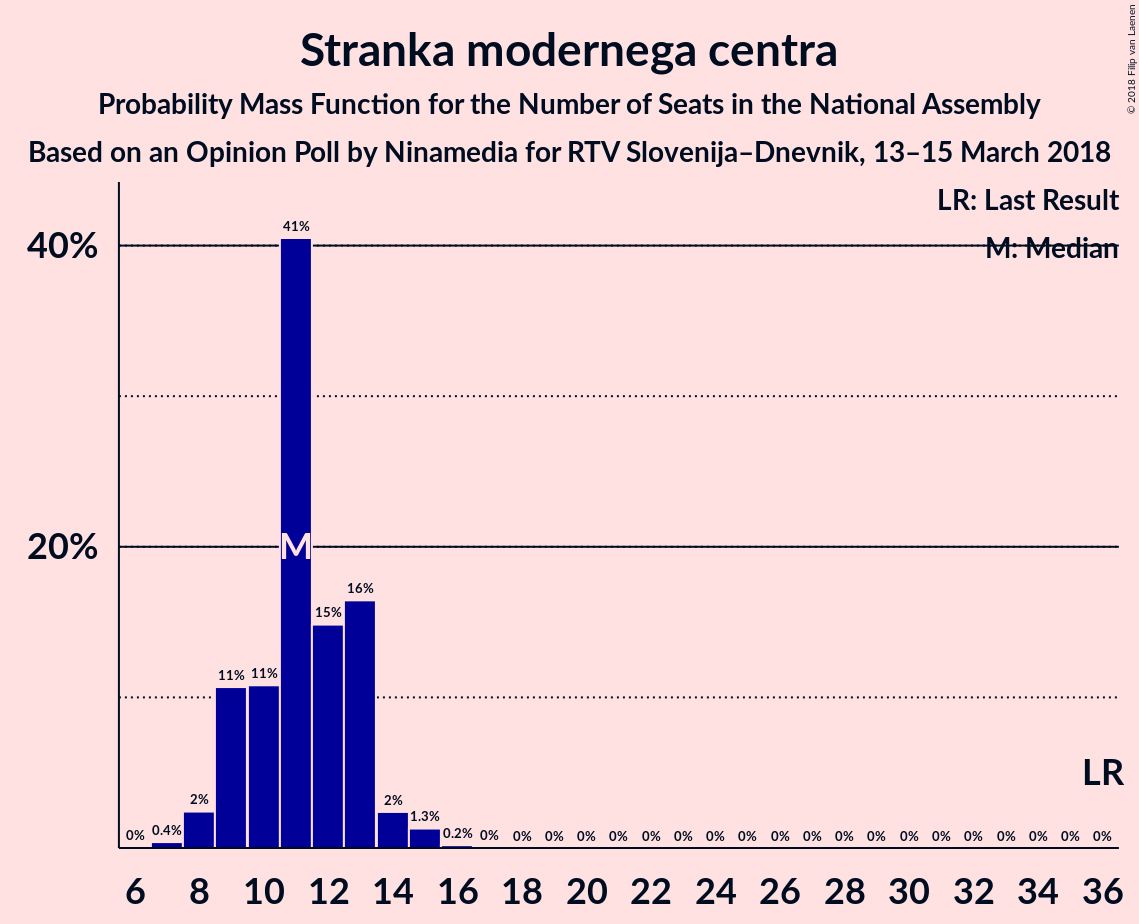 Stranka modernega centra
Probability Mass Function for the Number of Seats in the National Assembly
Based on an Opinion Poll by Ninamedia for RTV Slovenija–Dnevnik, 13–15 March 2018
© 2018 Filip van Laenen
LR: Last Result
M: Median
40%
20%
0% 0.4% 2% 11% 11% 41% 15% 16% 2% 1.3% 0.2% 0% 0% 0% 0% 0% 0% 0% 0% 0% 0% 0% 0% 0% 0% 0% 0% 0% 0% 0% 0%
M
LR
6 8 10 12 14 16 18 20 22 24 26 28 30 32 34 36